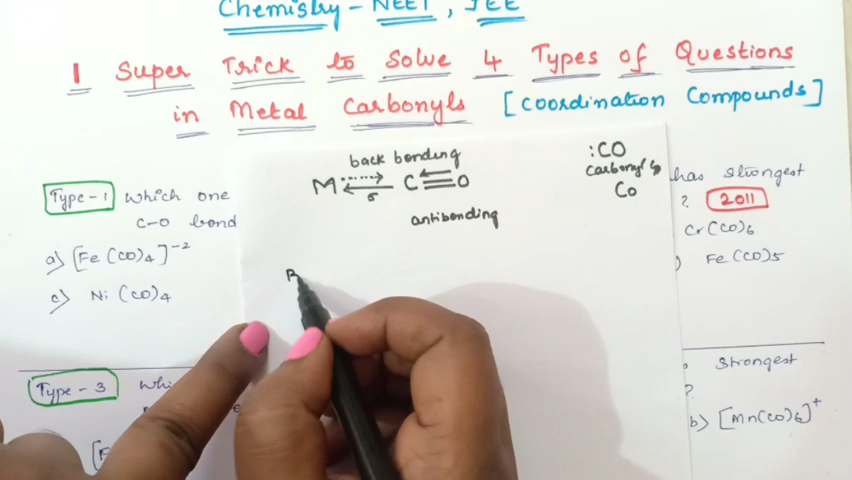 Chemistry - NEET, JEE
1 Super Trick to Solve 4 Types of Questions
in Metal Carbonyls [Coordination Compounds]
back bonding
M C≡O
σ
antibonding
:CO
carbonyl
Co
Type-1 which one
C-O bond
a) [Fe(CO)4]⁻²
c) Ni(CO)4
has strongest
? 2011
Cr(CO)6
) Fe(CO)5
Type-3
strongest
?
b) [Mn(CO)6]⁺